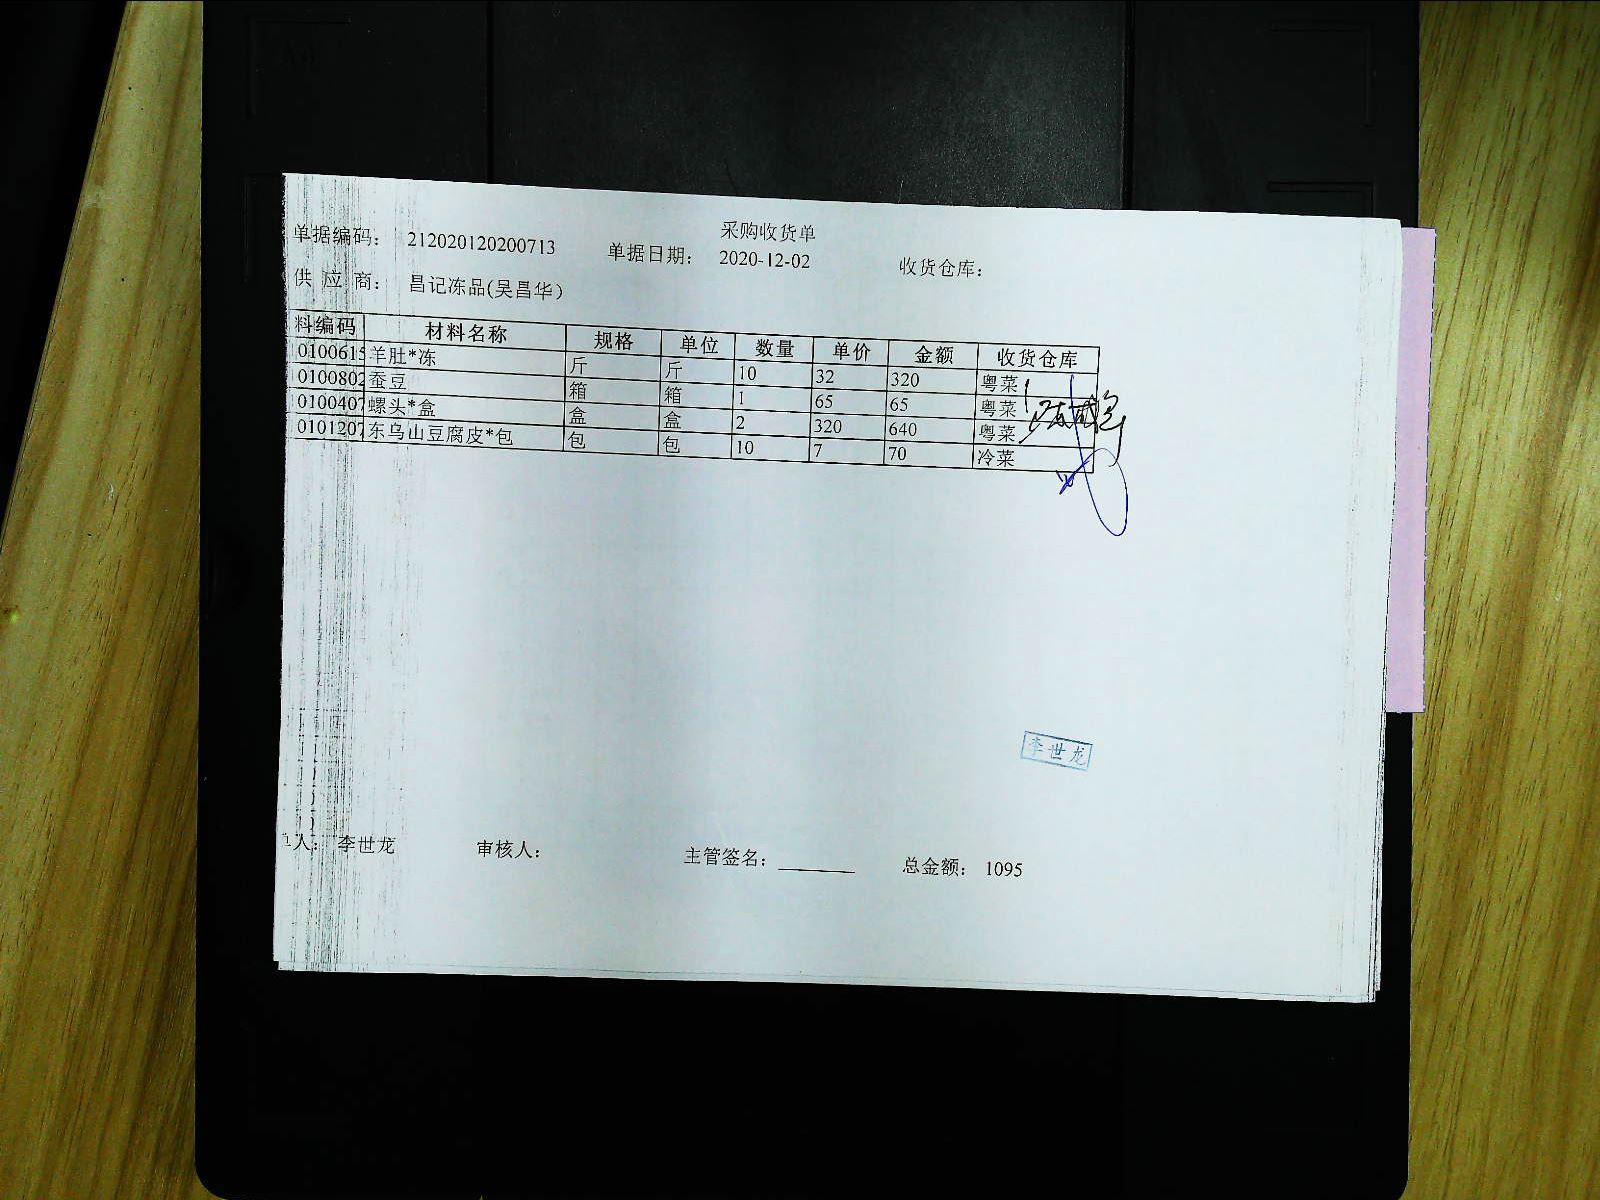 采购收货单
单据编码： 212020120200713 单据日期： 2020-12-02 收货仓库：
供 应 商： 昌记冻品(吴昌华)
料编码 材料名称 规格 单位 数量 单价 金额 收货仓库
0100615 羊肚*冻 斤 斤 10 32 320 粤菜
0100802 蚕豆 箱 箱 1 65 65 粤菜
0100407 螺头*盒 盒 盒 2 320 640 粤菜
0101207 东乌山豆腐皮*包 包 包 10 7 70 冷菜
李世龙
人： 李世龙 审核人： 主管签名： 总金额： 1095